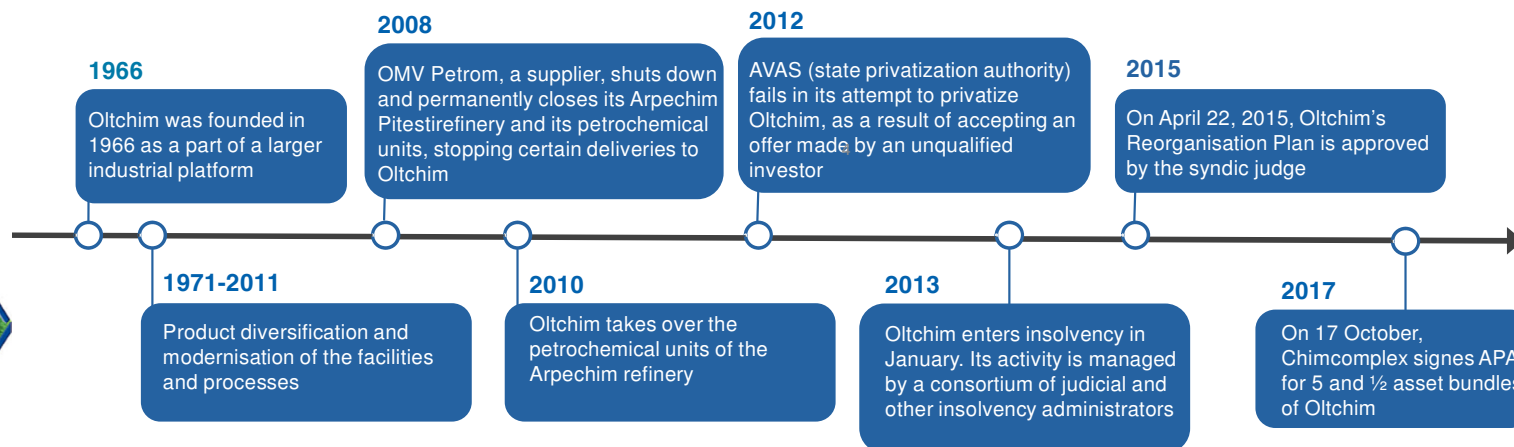 1966
Oltchim was founded in
1966 as a part of a larger
industrial platform
1971-2011
Product diversification and
modernisation of the facilities
and processes
2008
OMV Petrom, a supplier, shuts down
and permanently closes its Arpechim
Pitestirefinery and its petrochemical
units, stopping certain deliveries to
Oltchim
2010
Oltchim takes over the
petrochemical units of the
Arpechim refinery
2012
AVAS (state privatization authority)
fails in its attempt to privatize
Oltchim, as a result of accepting an
offer made by an unqualified
investor
2013
Oltchim enters insolvency in
January. Its activity is managed
by a consortium of judicial and
other insolvency administrators
2015
On April 22, 2015, Oltchim's
Reorganisation Plan is approved
by the syndic judge
2017
On 17 October,
Chimcomplex signes APA
for 5 and ½ asset bundles
of Oltchim